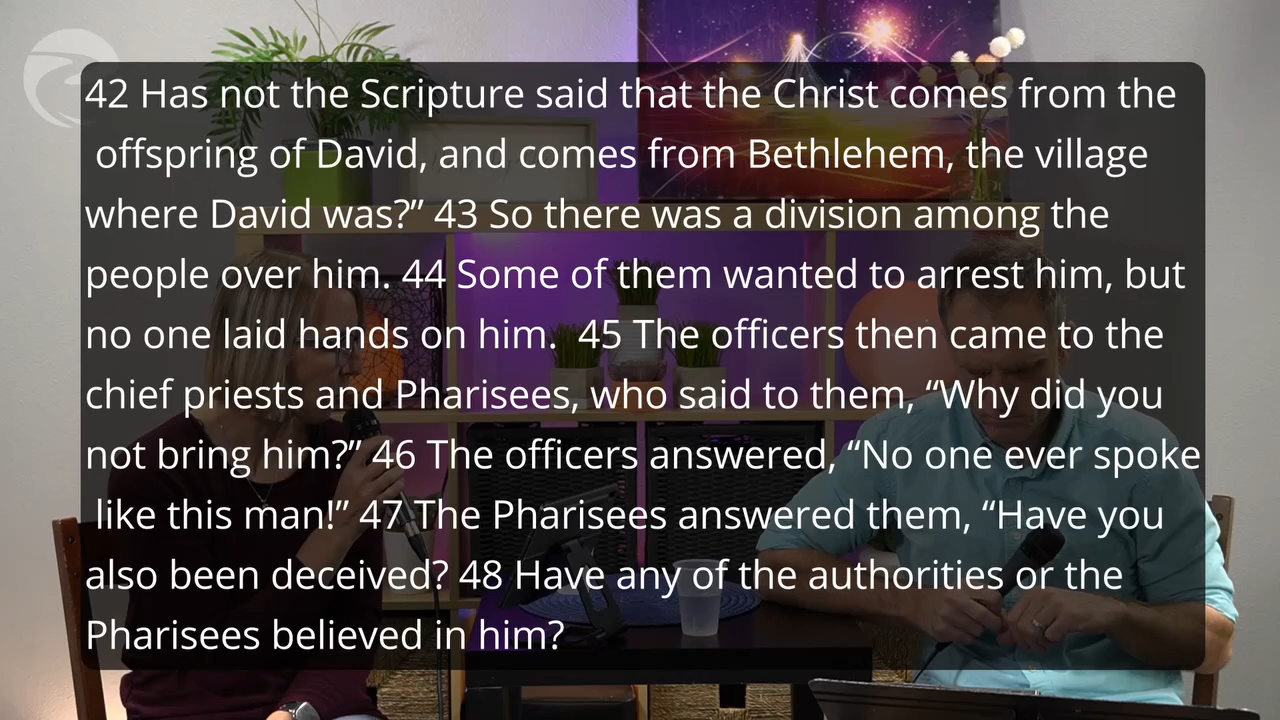 42 Has not the Scripture said that the Christ comes from the
offspring of David, and comes from Bethlehem, the village
where David was?” 43 So there was a division among the
people over him. 44 Some of them wanted to arrest him, but
no one laid hands on him.  45 The officers then came to the
chief priests and Pharisees, who said to them, “Why did you
not bring him?” 46 The officers answered, “No one ever spoke
like this man!” 47 The Pharisees answered them, “Have you
also been deceived? 48 Have any of the authorities or the
Pharisees believed in him?